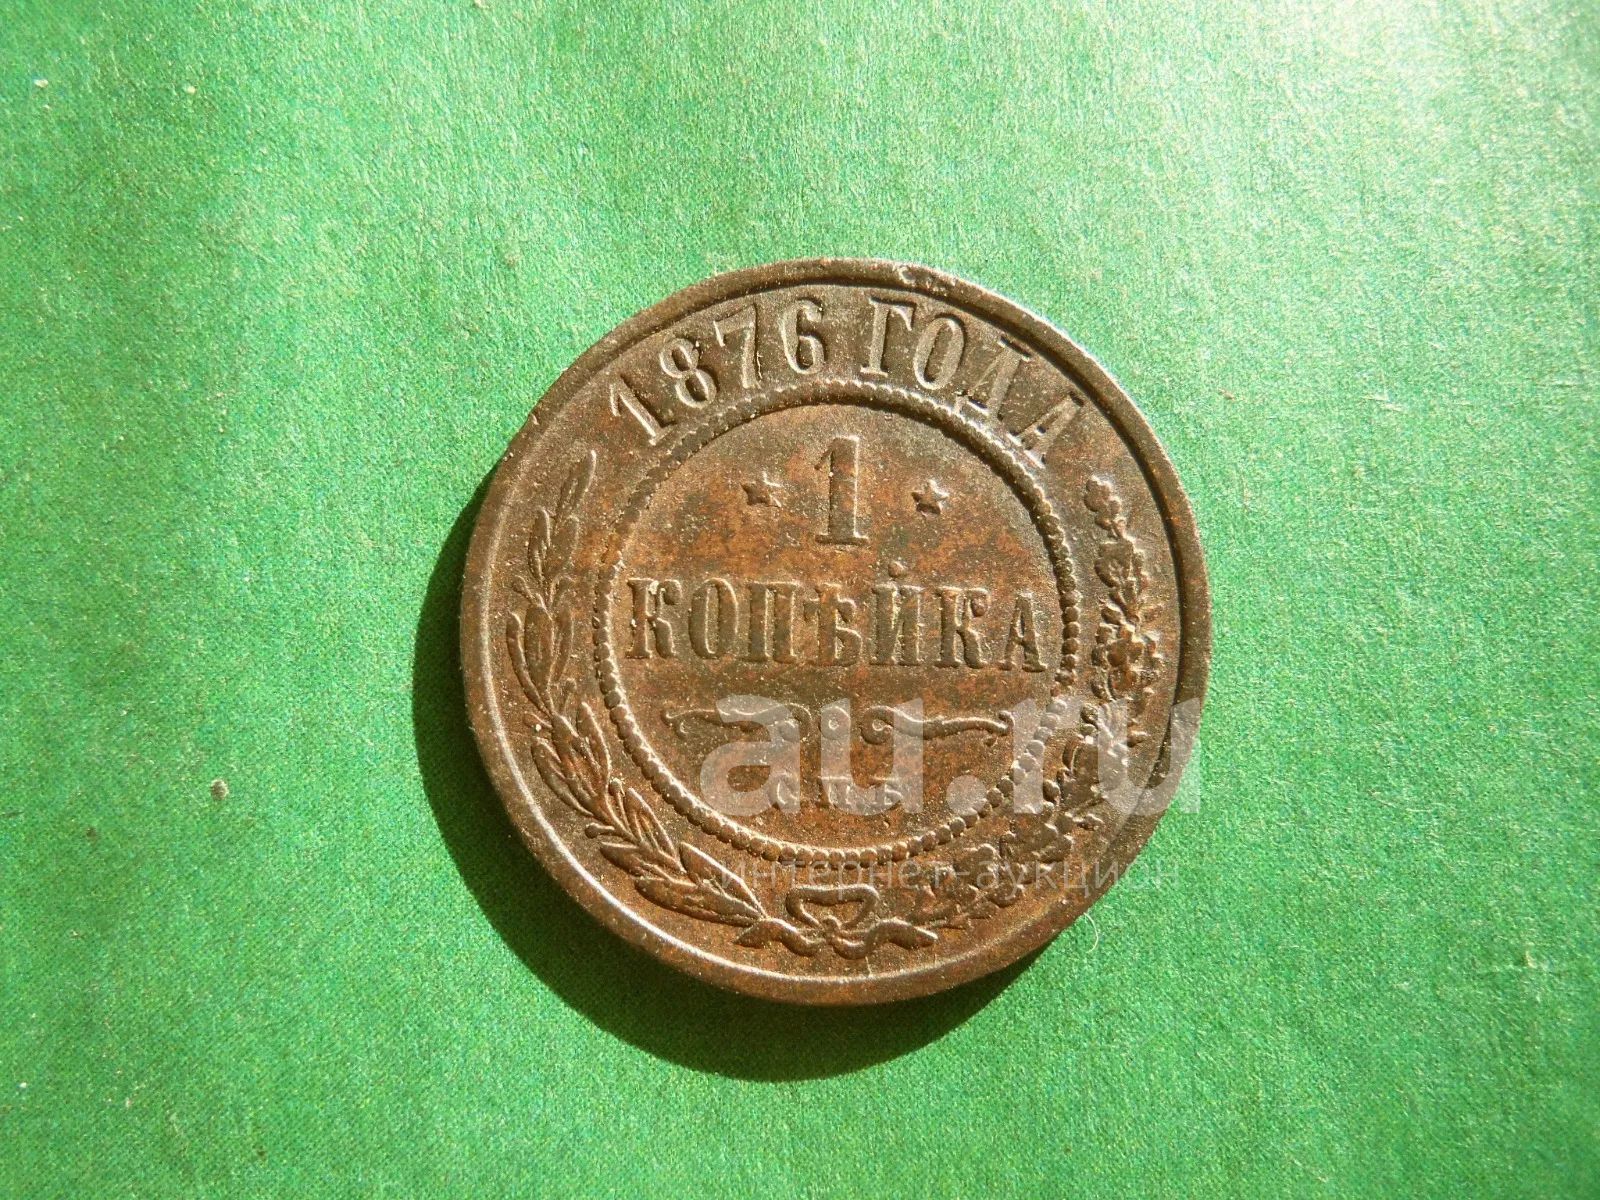 1876 ГОДА
1
КОПѢЙКА
С.П.Б.
au.ru
интернет-аукцион